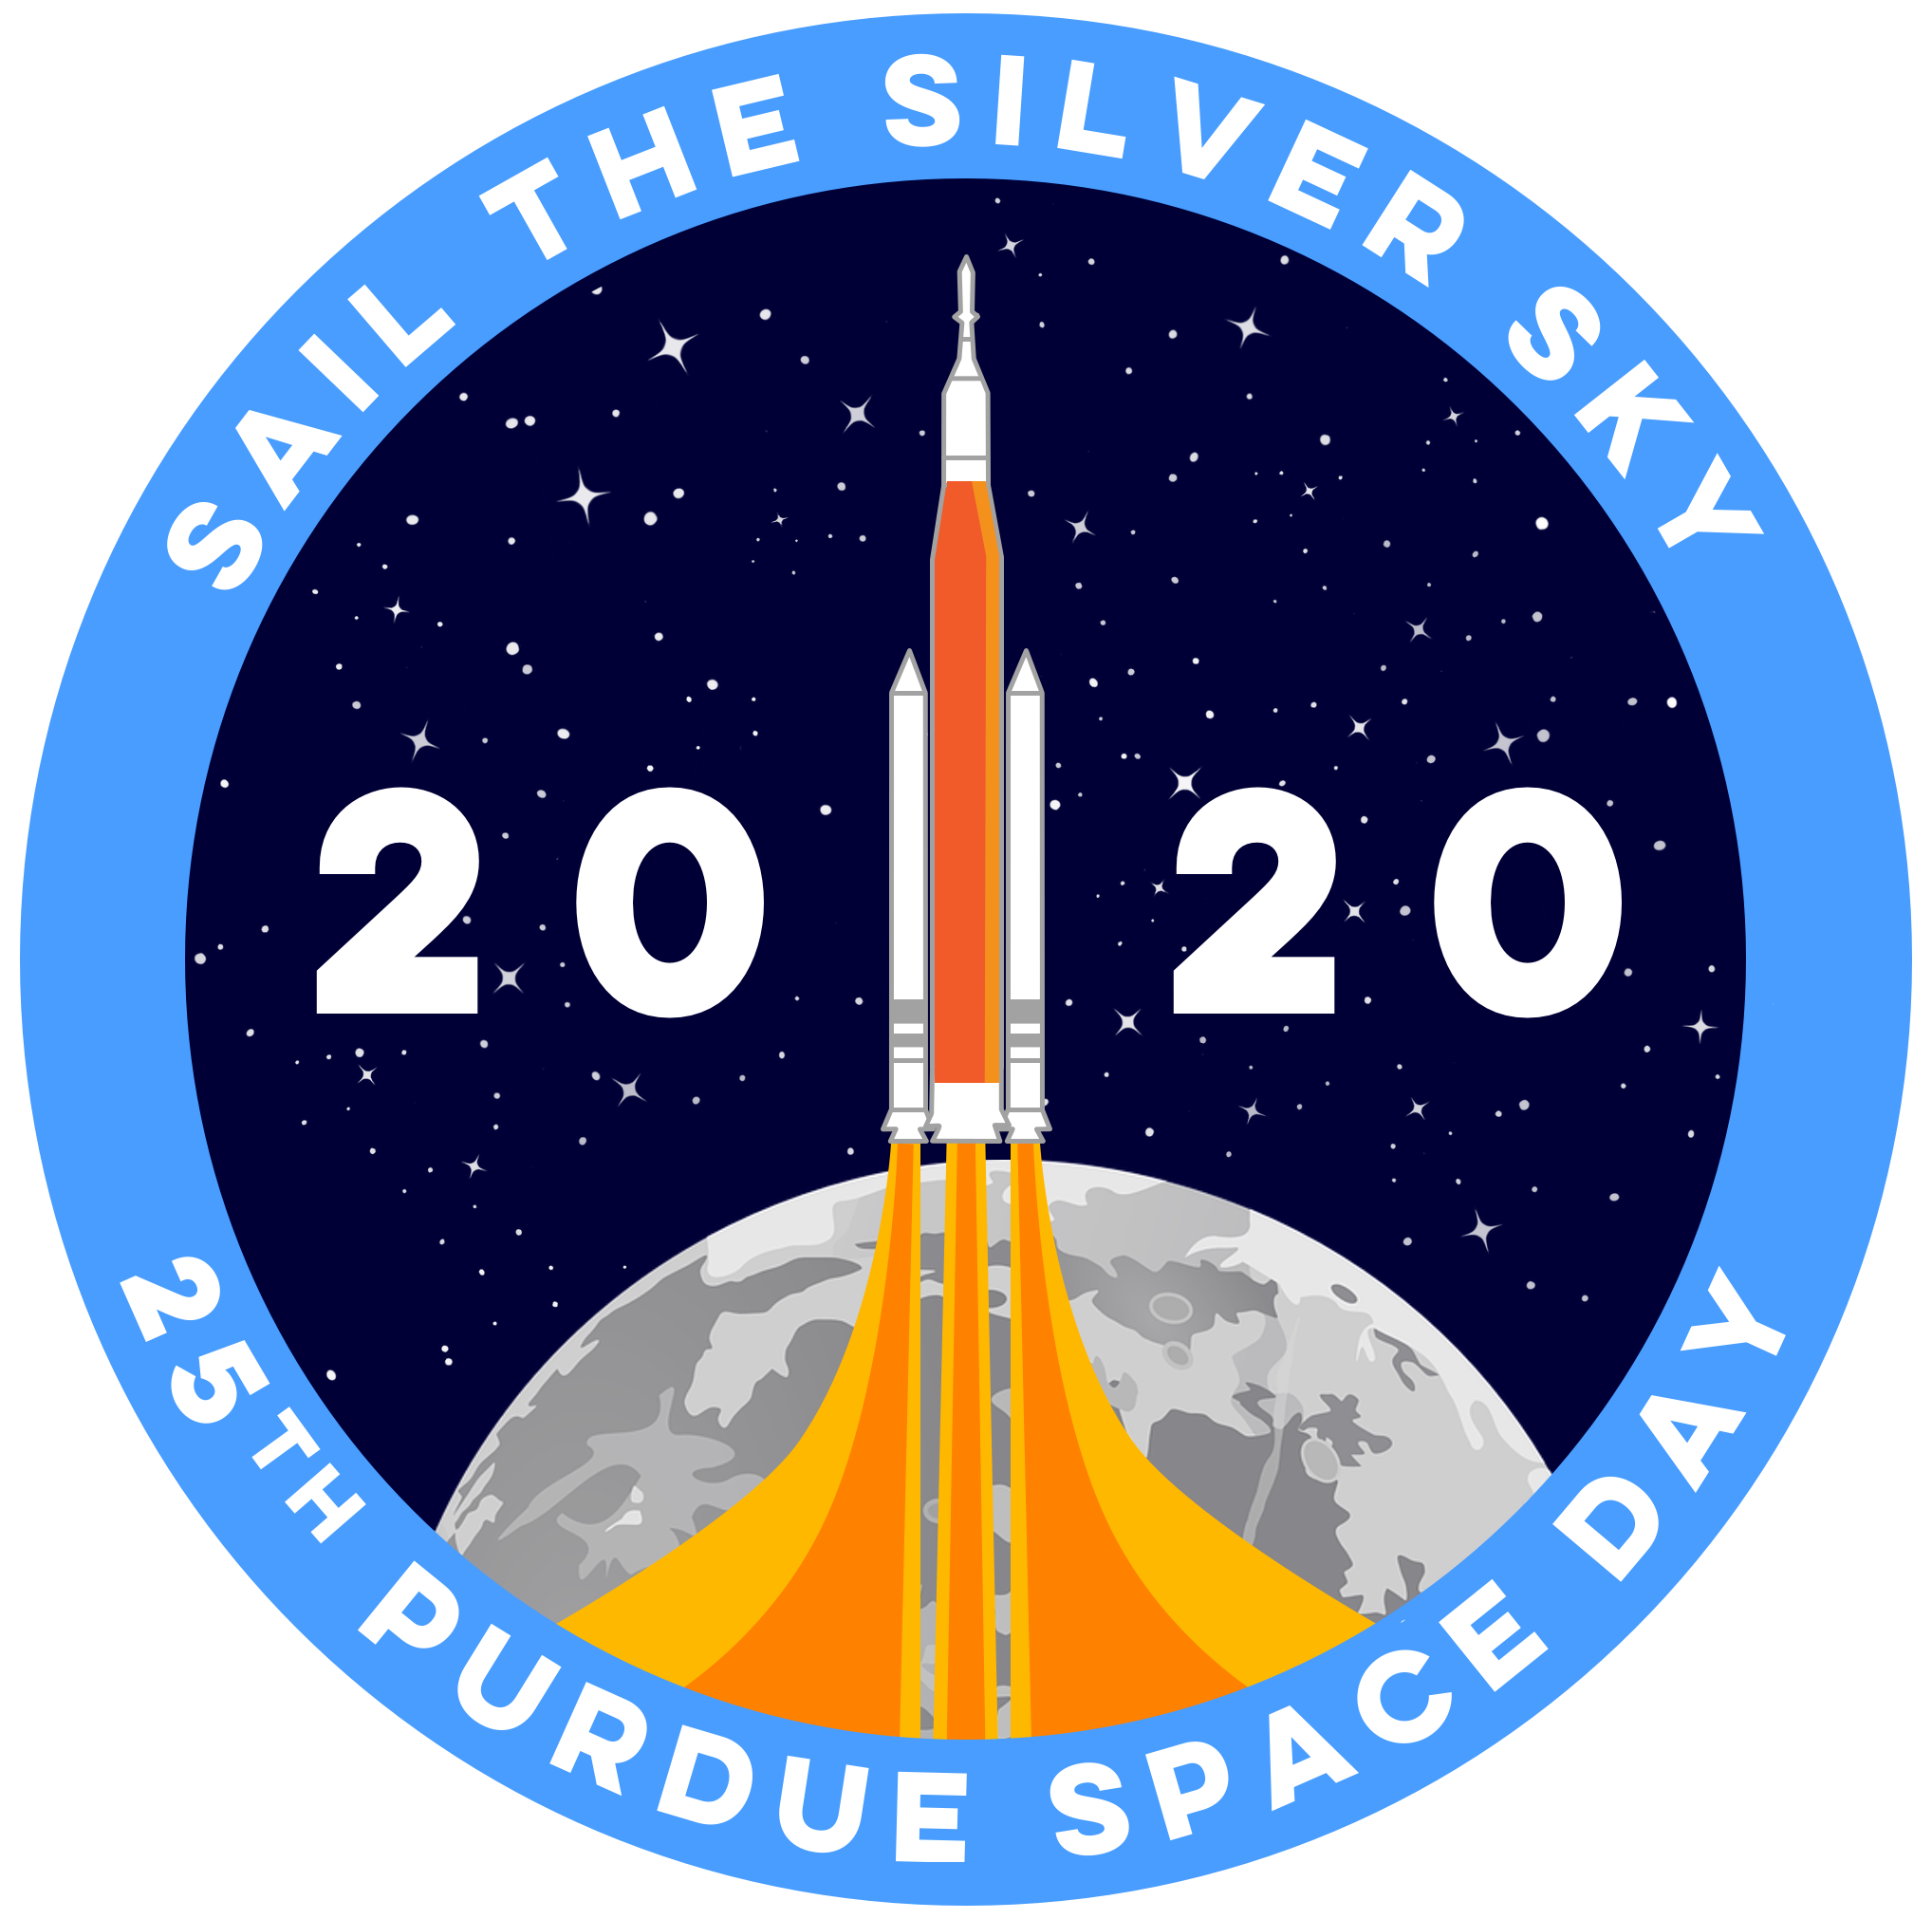 SAIL THE SILVER SKY
2020
25TH PURDUE SPACE DAY